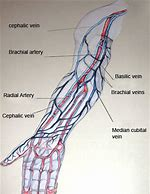 cephalic vein
Brachial artery
Basilic vein
Radial Artery
Brachial veins
Cephalic vein
Median cubital
vein